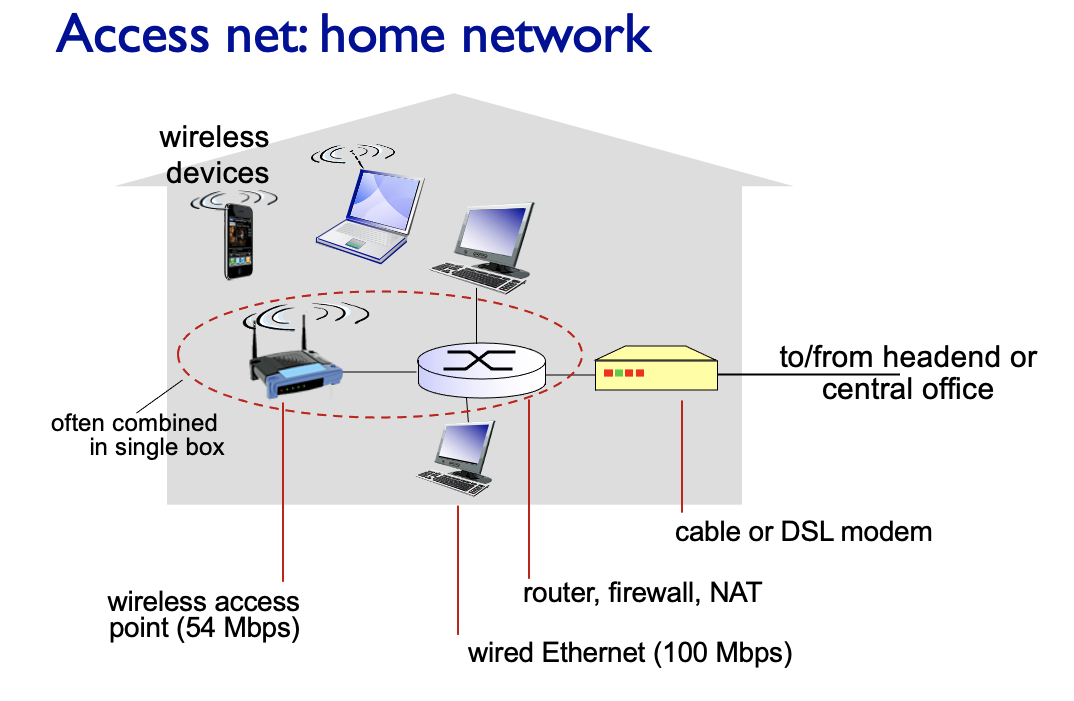 Access net: home network
wireless
devices
to/from headend or
central office
often combined
in single box
cable or DSL modem
router, firewall, NAT
wireless access
point (54 Mbps)
wired Ethernet (100 Mbps)